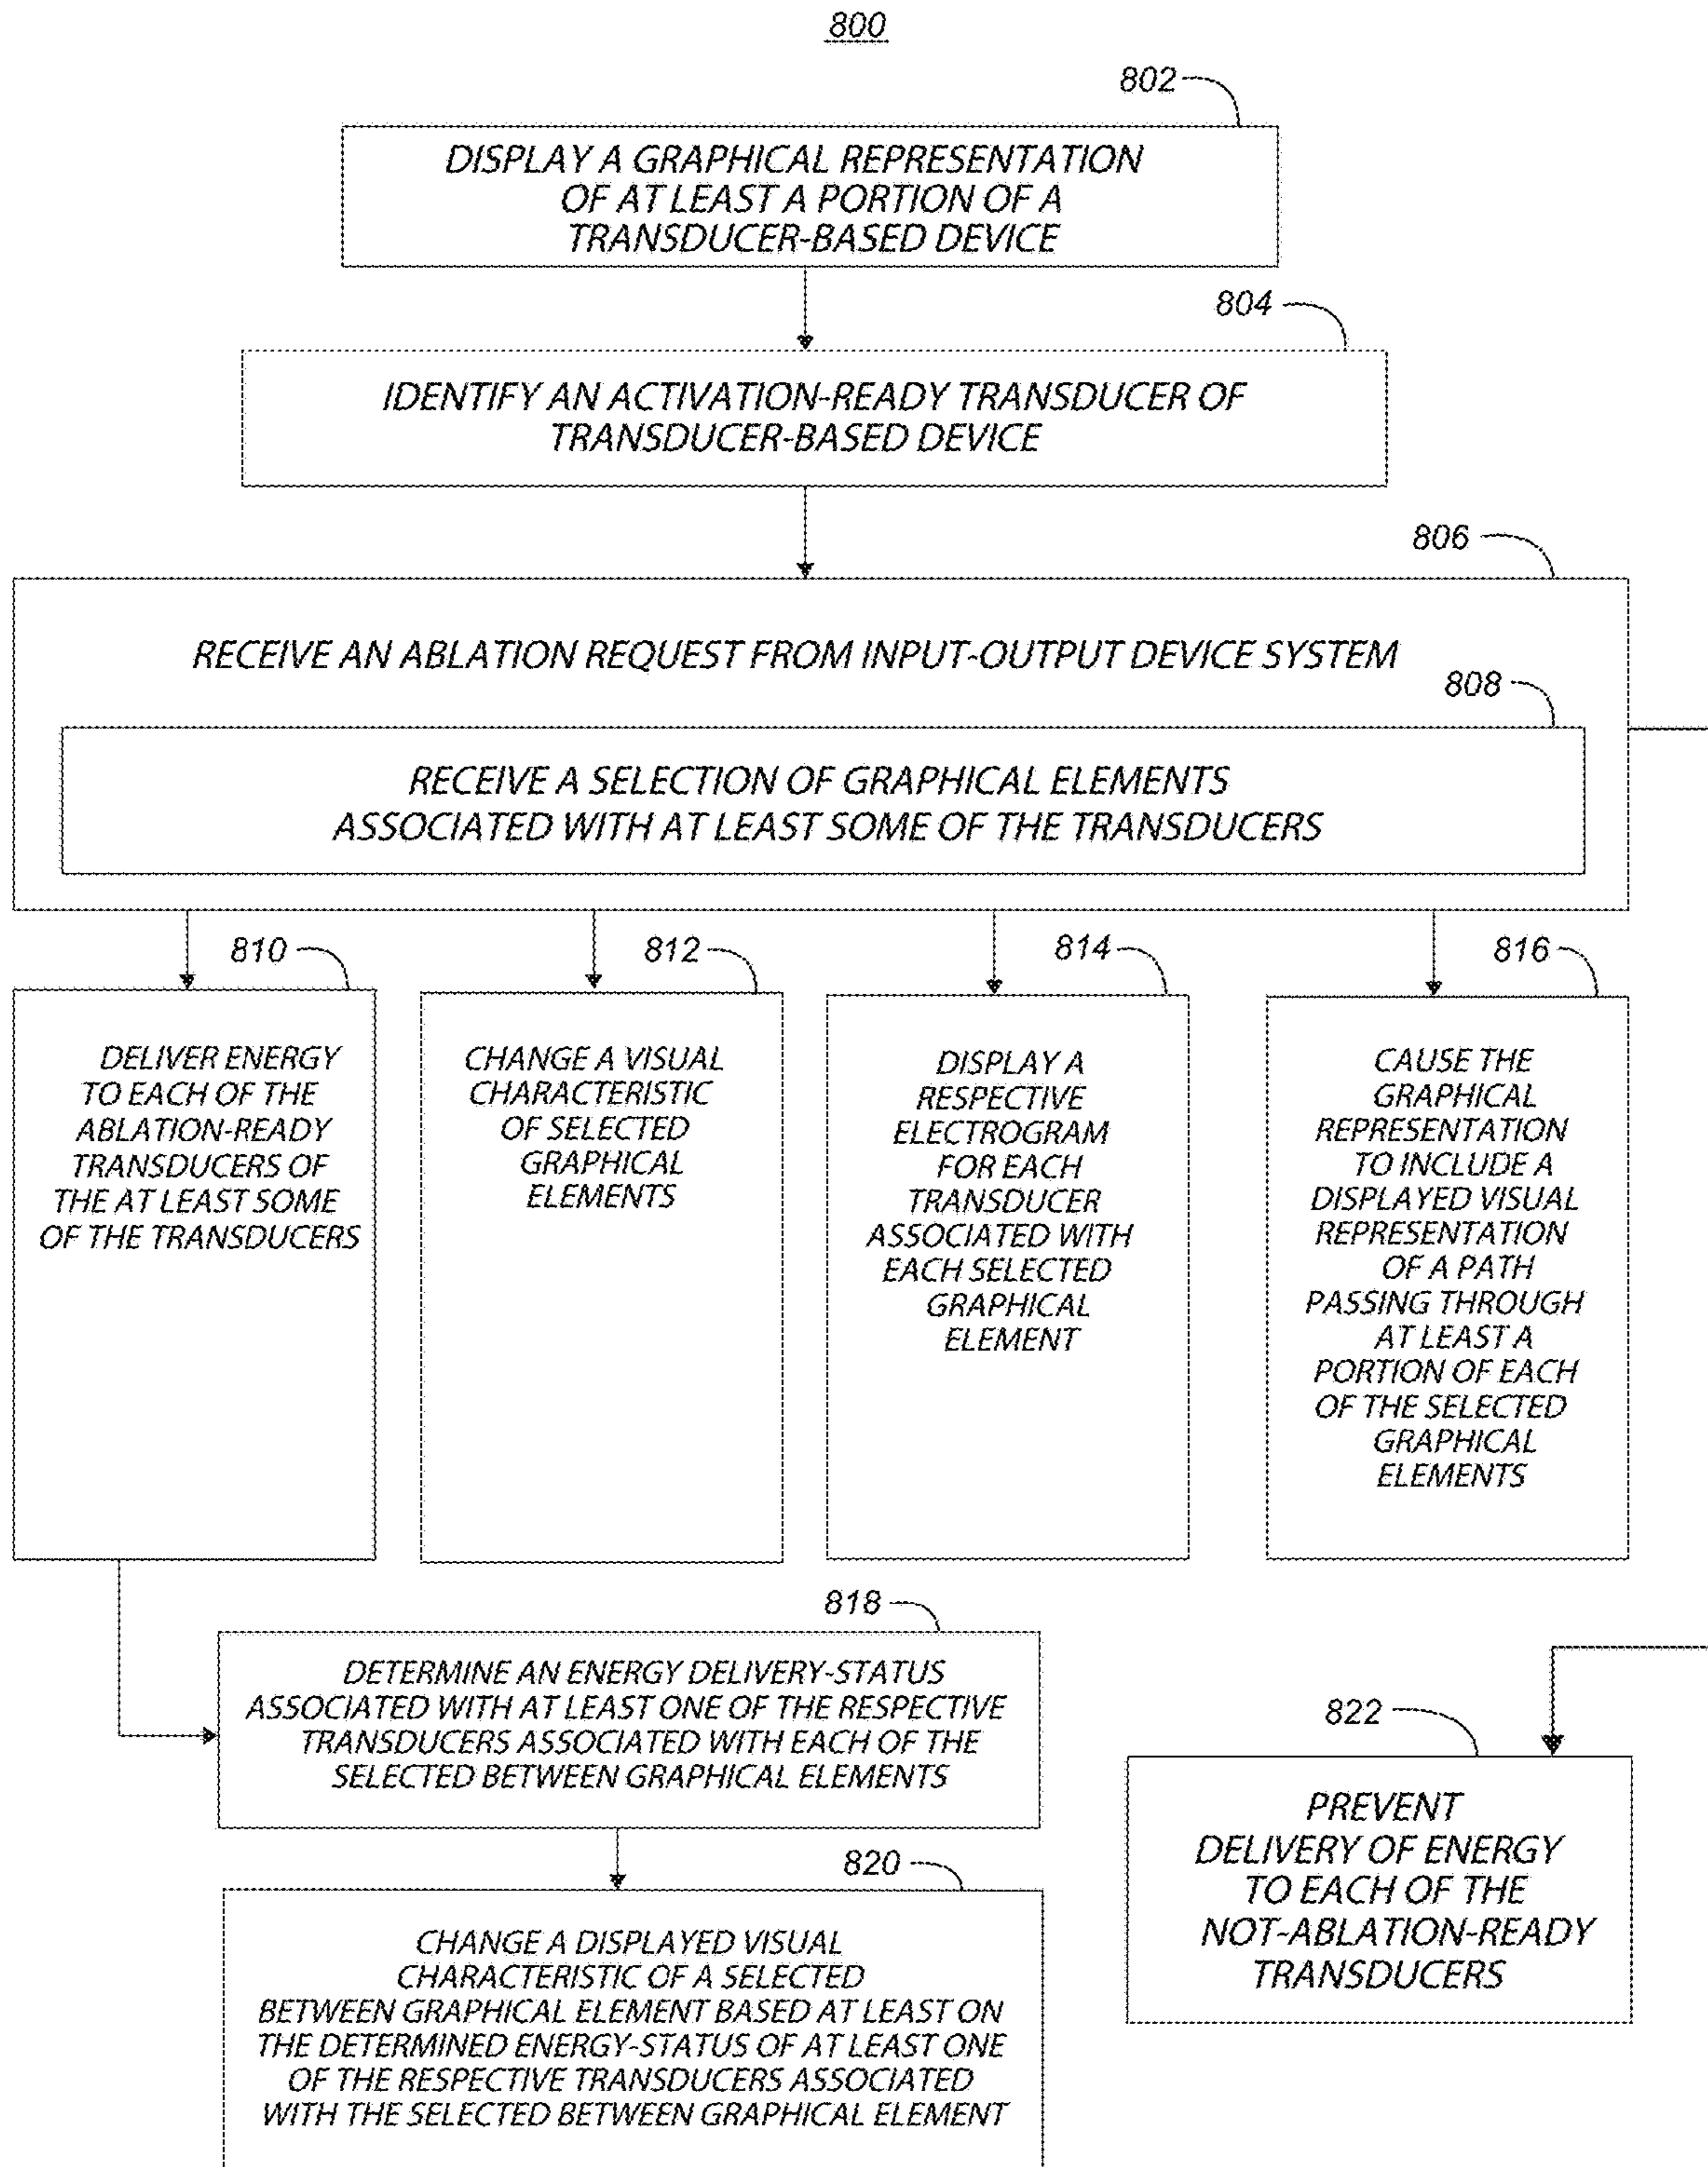 800
802
DISPLAY A GRAPHICAL REPRESENTATION
OF AT LEAST A PORTION OF A
TRANSDUCER-BASED DEVICE
804
IDENTIFY AN ACTIVATION-READY TRANSDUCER OF
TRANSDUCER-BASED DEVICE
806
RECEIVE AN ABLATION REQUEST FROM INPUT-OUTPUT DEVICE SYSTEM
808
RECEIVE A SELECTION OF GRAPHICAL ELEMENTS
ASSOCIATED WITH AT LEAST SOME OF THE TRANSDUCERS
810
DELIVER ENERGY
TO EACH OF THE
ABLATION-READY
TRANSDUCERS OF
THE AT LEAST SOME
OF THE TRANSDUCERS
812
CHANGE A VISUAL
CHARACTERISTIC
OF SELECTED
GRAPHICAL
ELEMENTS
814
DISPLAY A
RESPECTIVE
ELECTROGRAM
FOR EACH
TRANSDUCER
ASSOCIATED WITH
EACH SELECTED
GRAPHICAL
ELEMENT
816
CAUSE THE
GRAPHICAL
REPRESENTATION
TO INCLUDE A
DISPLAYED VISUAL
REPRESENTATION
OF A PATH
PASSING THROUGH
AT LEAST A
PORTION OF EACH
OF THE SELECTED
GRAPHICAL
ELEMENTS
818
DETERMINE AN ENERGY DELIVERY-STATUS
ASSOCIATED WITH AT LEAST ONE OF THE RESPECTIVE
TRANSDUCERS ASSOCIATED WITH EACH OF THE
SELECTED BETWEEN GRAPHICAL ELEMENTS
820
CHANGE A DISPLAYED VISUAL
CHARACTERISTIC OF A SELECTED
BETWEEN GRAPHICAL ELEMENT BASED AT LEAST ON
THE DETERMINED ENERGY-STATUS OF AT LEAST ONE
OF THE RESPECTIVE TRANSDUCERS ASSOCIATED
WITH THE SELECTED BETWEEN GRAPHICAL ELEMENT
822
PREVENT
DELIVERY OF ENERGY
TO EACH OF THE
NOT-ABLATION-READY
TRANSDUCERS